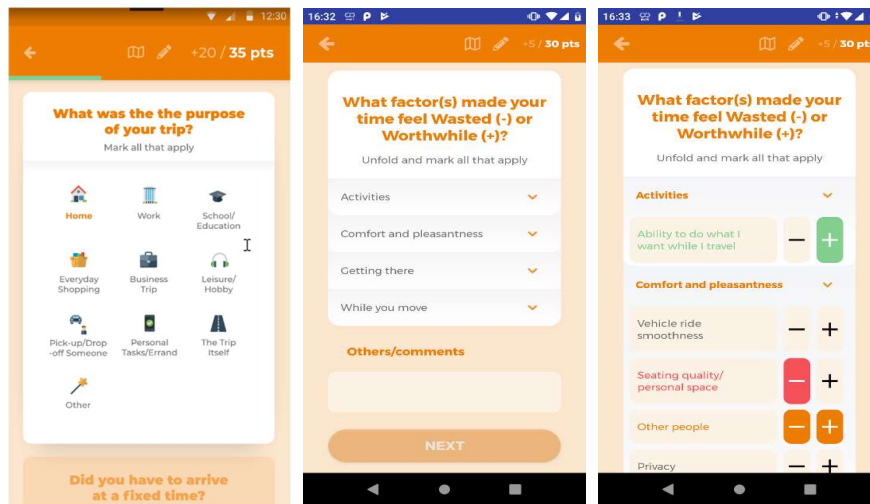 12:30
+20 / 35 pts
What was the the purpose
of your trip?
Mark all that apply
Home
Work
School/
Education
Everyday
Shopping
Business
Trip
Leisure/
Hobby
Pick-up/Drop
-off Someone
Personal
Tasks/Errand
The Trip
Itself
Other
Did you have to arrive
at a fixed time?
16:32
+5 / 30 pts
What factor(s) made your
time feel Wasted (-) or
Worthwhile (+)?
Unfold and mark all that apply
Activities
Comfort and pleasantness
Getting there
While you move
Others/comments
NEXT
16:33
+5 / 30 pt
What factor(s) made your
time feel Wasted (-) or
Worthwhile (+)?
Unfold and mark all that apply
Activities
Ability to do what I
want while I travel
Comfort and pleasantness
Vehicle ride
smoothness
Seating quality/
personal space
Other people
Privacy